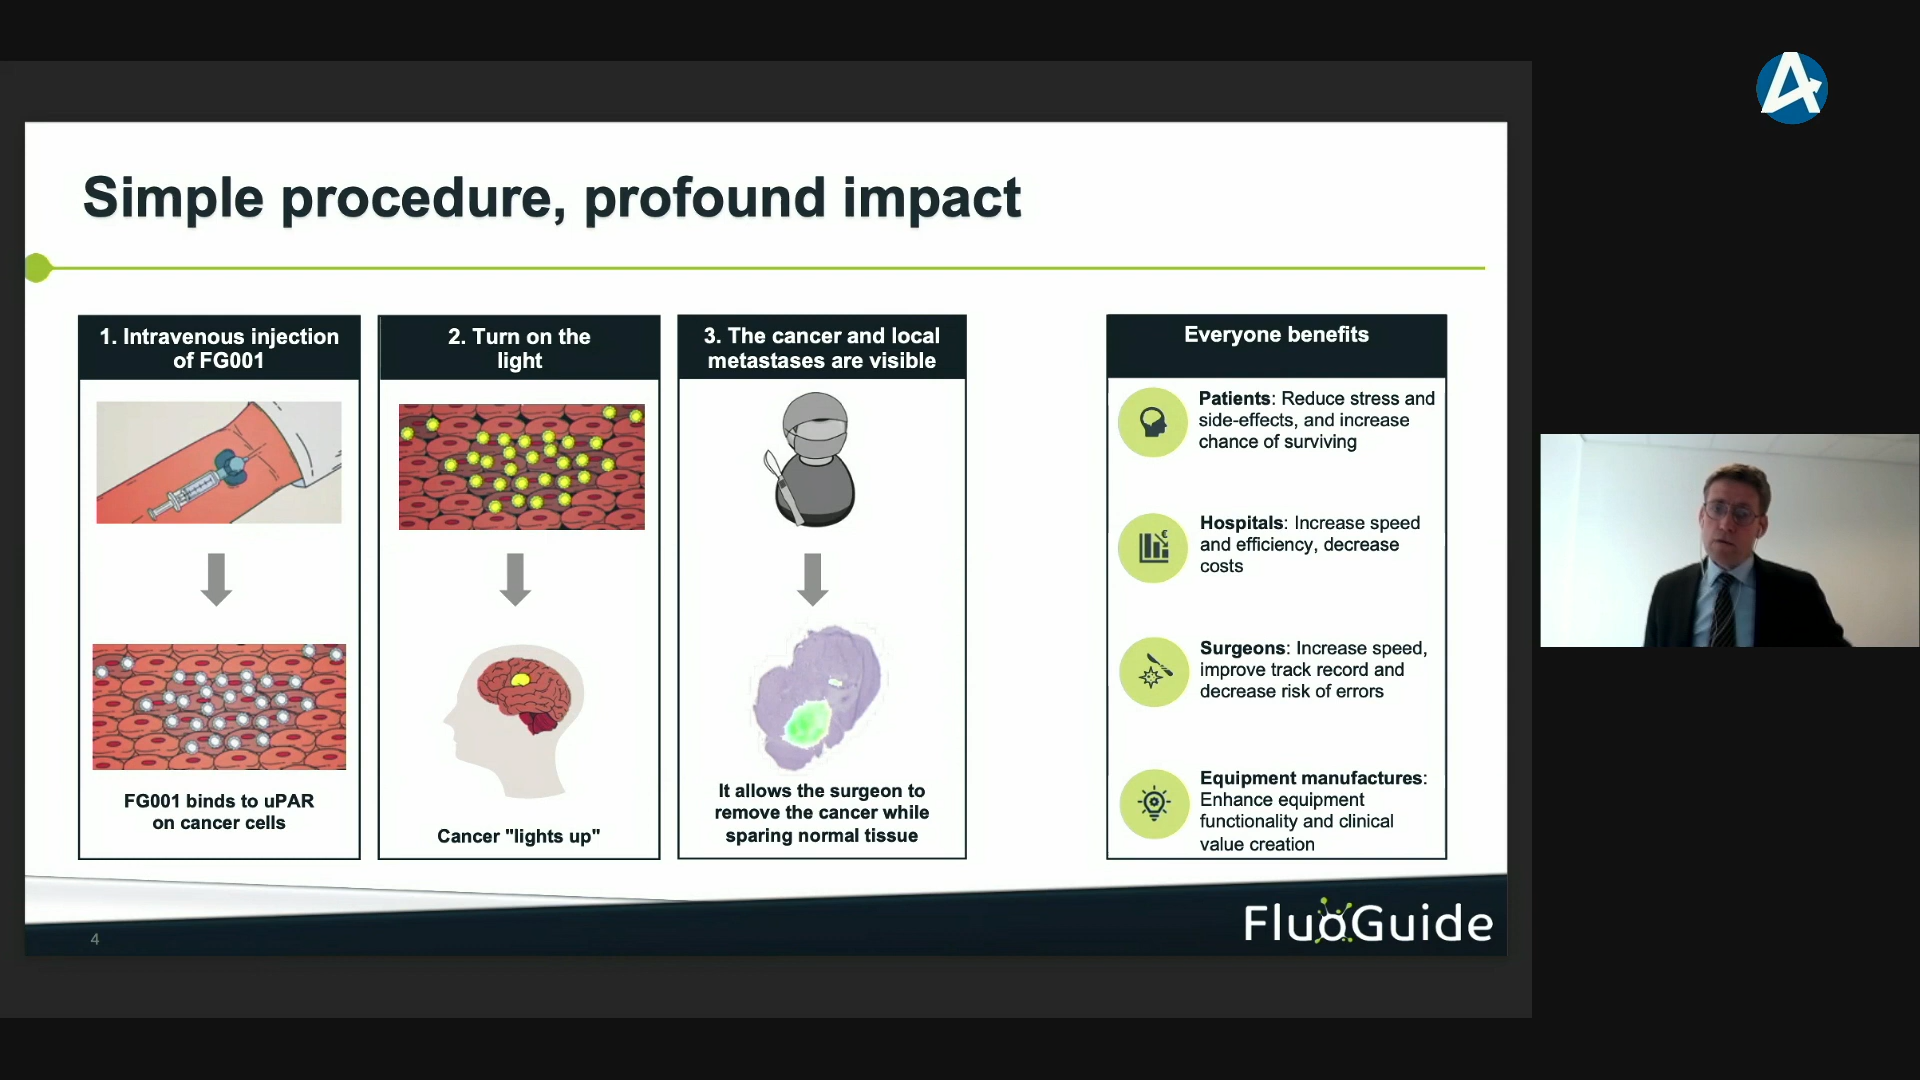 Simple procedure, profound impact
1. Intravenous injection
of FG001
FG001 binds to uPAR
on cancer cells
2. Turn on the
light
Cancer "lights up"
3. The cancer and local
metastases are visible
It allows the surgeon to
remove the cancer while
sparing normal tissue
Everyone benefits
Patients: Reduce stress and
side-effects, and increase
chance of surviving
€
Hospitals: Increase speed
and efficiency, decrease
costs
Surgeons: Increase speed,
improve track record and
decrease risk of errors
Equipment manufactures:
Enhance equipment
functionality and clinical
value creation
4
FluoGuide
A